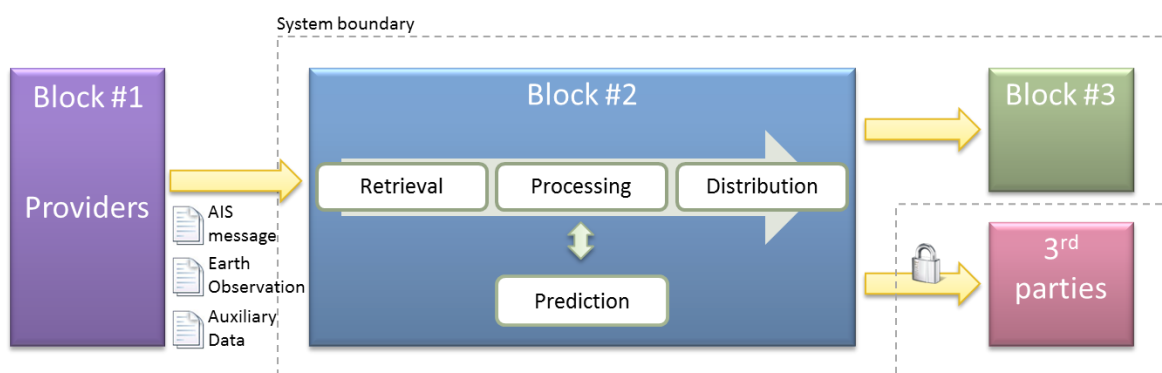 System boundary
Block #1
Providers
AIS
message
Earth
Observation
Auxiliary
Data
Block #2
Retrieval
Processing
Distribution
Prediction
Block #3
3rd
parties